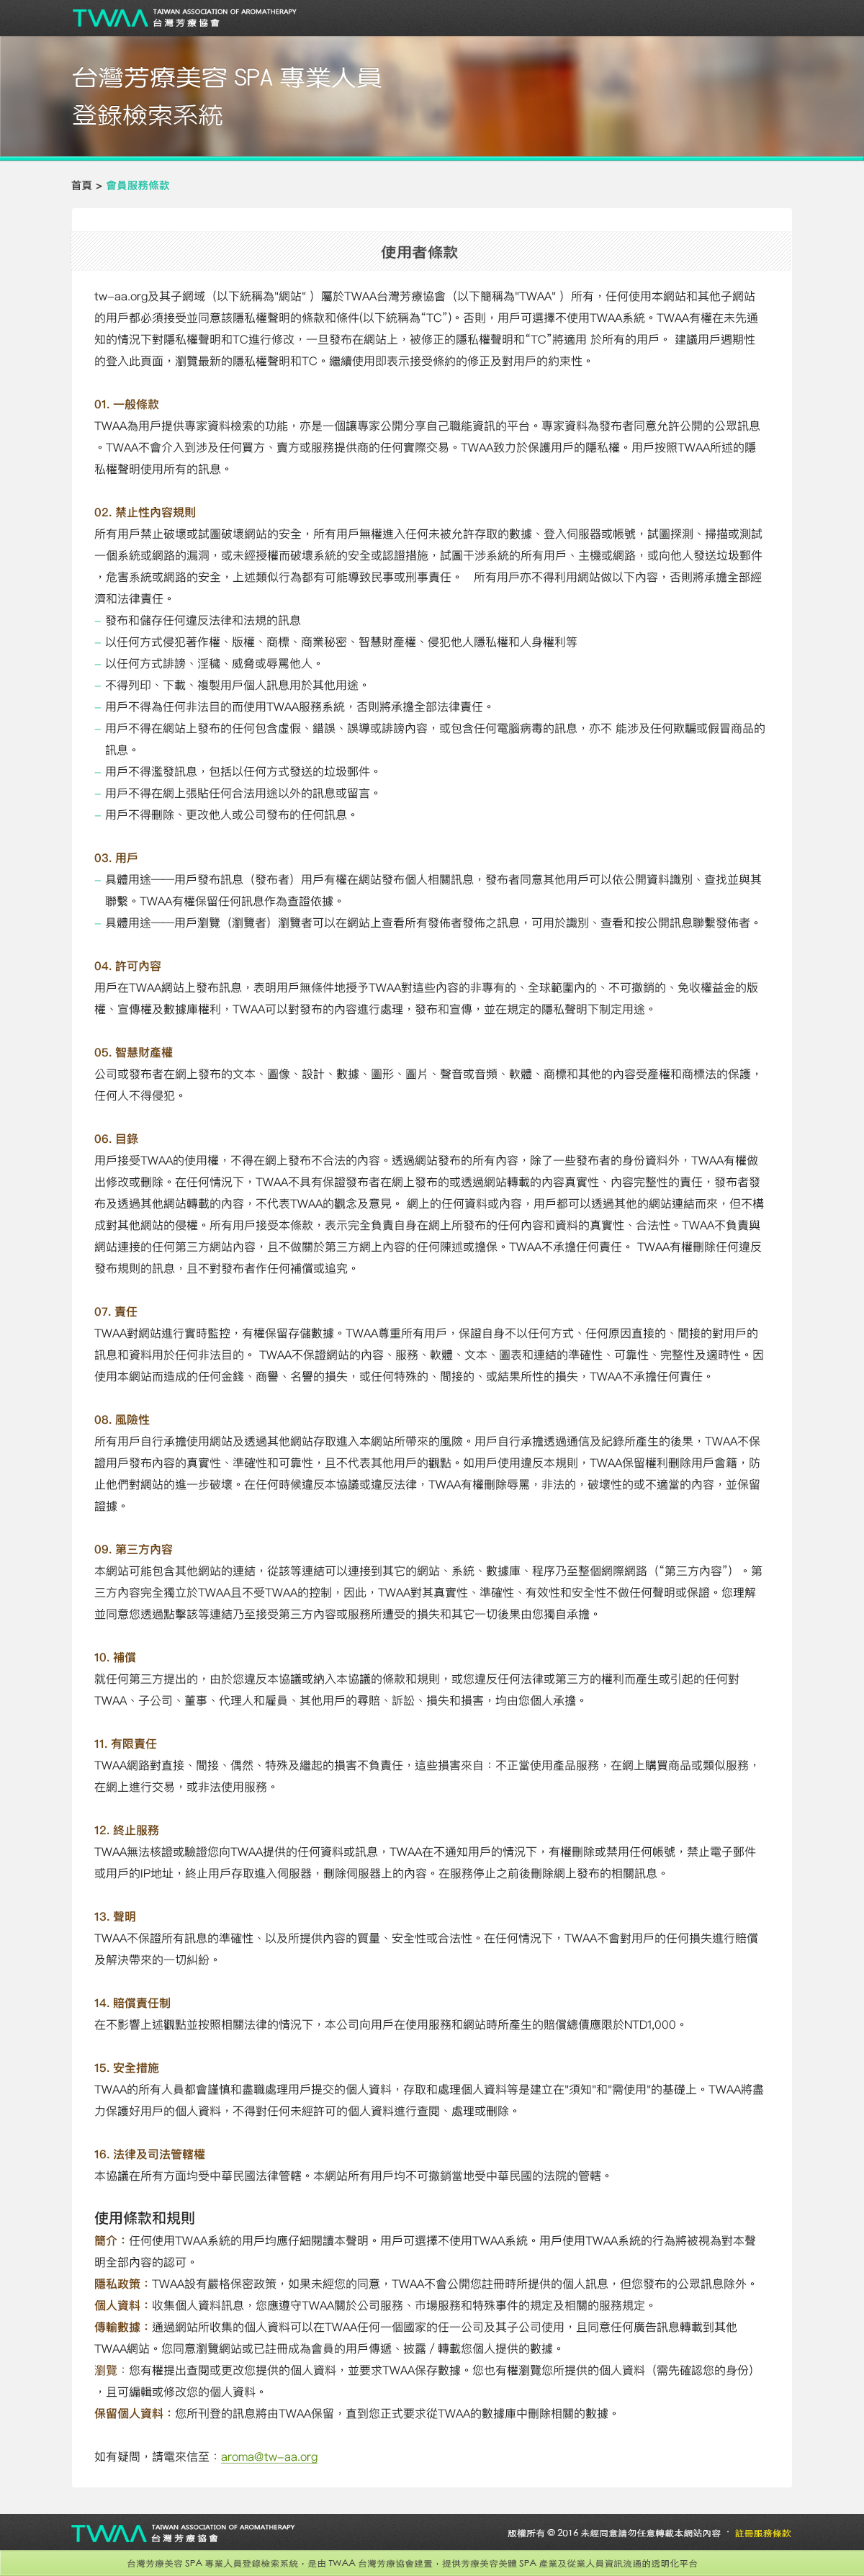 TWAA TAIWAN ASSOCIATION OF AROMATHERAPY
台灣芳療協會
台灣芳療美容 SPA 專業人員
登錄檢索系統
首頁 > 會員服務條款
使用者條款
tw-aa.org及其子網域（以下統稱為"網站" ）屬於TWAA台灣芳療協會（以下簡稱為"TWAA" ）所有，任何使用本網站和其他子網站
的用戶都必須接受並同意該隱私權聲明的條款和條件(以下統稱為“TC”)。否則，用戶可選擇不使用TWAA系統。TWAA有權在未先通
知的情況下對隱私權聲明和TC進行修改，一旦發布在網站上，被修正的隱私權聲明和“TC”將適用 於所有的用戶。 建議用戶週期性
的登入此頁面，瀏覽最新的隱私權聲明和TC。繼續使用即表示接受條約的修正及對用戶的約束性。
01. 一般條款
TWAA為用戶提供專家資料檢索的功能，亦是一個讓專家公開分享自己職能資訊的平台。專家資料為發布者同意允許公開的公眾訊息
。TWAA不會介入到涉及任何買方、賣方或服務提供商的任何實際交易。TWAA致力於保護用戶的隱私權。用戶按照TWAA所述的隱
私權聲明使用所有的訊息。
02. 禁止性內容規則
所有用戶禁止破壞或試圖破壞網站的安全，所有用戶無權進入任何未被允許存取的數據、登入伺服器或帳號，試圖探測、掃描或測試
一個系統或網路的漏洞，或未經授權而破壞系統的安全或認證措施，試圖干涉系統的所有用戶、主機或網路，或向他人發送垃圾郵件
，危害系統或網路的安全，上述類似行為都有可能導致民事或刑事責任。 所有用戶亦不得利用網站做以下內容，否則將承擔全部經
濟和法律責任。
– 發布和儲存任何違反法律和法規的訊息
– 以任何方式侵犯著作權、版權、商標、商業秘密、智慧財產權、侵犯他人隱私權和人身權利等
– 以任何方式誹謗、淫穢、威脅或辱罵他人。
– 不得列印、下載、複製用戶個人訊息用於其他用途。
– 用戶不得為任何非法目的而使用TWAA服務系統，否則將承擔全部法律責任。
– 用戶不得在網站上發布的任何包含虛假、錯誤、誤導或誹謗內容，或包含任何電腦病毒的訊息，亦不 能涉及任何欺騙或假冒商品的
訊息。
– 用戶不得濫發訊息，包括以任何方式發送的垃圾郵件。
– 用戶不得在網上張貼任何合法用途以外的訊息或留言。
– 用戶不得刪除、更改他人或公司發布的任何訊息。
03. 用戶
– 具體用途——用戶發布訊息（發布者）用戶有權在網站發布個人相關訊息，發布者同意其他用戶可以依公開資料識別、查找並與其
聯繫。TWAA有權保留任何訊息作為查證依據。
– 具體用途——用戶瀏覽（瀏覽者）瀏覽者可以在網站上查看所有發佈者發佈之訊息，可用於識別、查看和按公開訊息聯繫發佈者。
04. 許可內容
用戶在TWAA網站上發布訊息，表明用戶無條件地授予TWAA對這些內容的非專有的、全球範圍內的、不可撤銷的、免收權益金的版
權、宣傳權及數據庫權利，TWAA可以對發布的內容進行處理，發布和宣傳，並在規定的隱私聲明下制定用途。
05. 智慧財產權
公司或發布者在網上發布的文本、圖像、設計、數據、圖形、圖片、聲音或音頻、軟體、商標和其他的內容受產權和商標法的保護，
任何人不得侵犯。
06. 目錄
用戶接受TWAA的使用權，不得在網上發布不合法的內容。透過網站發布的所有內容，除了一些發布者的身份資料外，TWAA有權做
出修改或刪除。在任何情況下，TWAA不具有保證發布者在網上發布的或透過網站轉載的內容真實性、內容完整性的責任，發布者發
布及透過其他網站轉載的內容，不代表TWAA的觀念及意見。 網上的任何資料或內容，用戶都可以透過其他的網站連結而來，但不構
成對其他網站的侵權。所有用戶接受本條款，表示完全負責自身在網上所發布的任何內容和資料的真實性、合法性。TWAA不負責與
網站連接的任何第三方網站內容，且不做關於第三方網上內容的任何陳述或擔保。TWAA不承擔任何責任。 TWAA有權刪除任何違反
發布規則的訊息，且不對發布者作任何補償或追究。
07. 責任
TWAA對網站進行實時監控，有權保留存儲數據。TWAA尊重所有用戶，保證自身不以任何方式、任何原因直接的、間接的對用戶的
訊息和資料用於任何非法目的。 TWAA不保證網站的內容、服務、軟體、文本、圖表和連結的準確性、可靠性、完整性及適時性。因
使用本網站而造成的任何金錢、商譽、名譽的損失，或任何特殊的、間接的、或結果所性的損失，TWAA不承擔任何責任。
08. 風險性
所有用戶自行承擔使用網站及透過其他網站存取進入本網站所帶來的風險。用戶自行承擔透過通信及紀錄所產生的後果，TWAA不保
證用戶發布內容的真實性、準確性和可靠性，且不代表其他用戶的觀點。如用戶使用違反本規則，TWAA保留權利刪除用戶會籍，防
止他們對網站的進一步破壞。在任何時候違反本協議或違反法律，TWAA有權刪除辱罵，非法的，破壞性的或不適當的內容，並保留
證據。
09. 第三方內容
本網站可能包含其他網站的連結，從該等連結可以連接到其它的網站、系統、數據庫、程序乃至整個網際網路（“第三方內容”）。第
三方內容完全獨立於TWAA且不受TWAA的控制，因此，TWAA對其真實性、準確性、有效性和安全性不做任何聲明或保證。您理解
並同意您透過點擊該等連結乃至接受第三方內容或服務所遭受的損失和其它一切後果由您獨自承擔。
10. 補償
就任何第三方提出的，由於您違反本協議或納入本協議的條款和規則，或您違反任何法律或第三方的權利而產生或引起的任何對
TWAA、子公司、董事、代理人和雇員、其他用戶的尋賠、訴訟、損失和損害，均由您個人承擔。
11. 有限責任
TWAA網路對直接、間接、偶然、特殊及繼起的損害不負責任，這些損害來自：不正當使用產品服務，在網上購買商品或類似服務，
在網上進行交易，或非法使用服務。
12. 終止服務
TWAA無法核證或驗證您向TWAA提供的任何資料或訊息，TWAA在不通知用戶的情況下，有權刪除或禁用任何帳號，禁止電子郵件
或用戶的IP地址，終止用戶存取進入伺服器，刪除伺服器上的內容。在服務停止之前後刪除網上發布的相關訊息。
13. 聲明
TWAA不保證所有訊息的準確性、以及所提供內容的質量、安全性或合法性。在任何情況下，TWAA不會對用戶的任何損失進行賠償
及解決帶來的一切糾紛。
14. 賠償責任制
在不影響上述觀點並按照相關法律的情況下，本公司向用戶在使用服務和網站時所產生的賠償總債應限於NTD1,000。
15. 安全措施
TWAA的所有人員都會謹慎和盡職處理用戶提交的個人資料，存取和處理個人資料等是建立在"須知"和"需使用"的基礎上。TWAA將盡
力保護好用戶的個人資料，不得對任何未經許可的個人資料進行查閱、處理或刪除。
16. 法律及司法管轄權
本協議在所有方面均受中華民國法律管轄。本網站所有用戶均不可撤銷當地受中華民國的法院的管轄。
使用條款和規則
簡介：任何使用TWAA系統的用戶均應仔細閱讀本聲明。用戶可選擇不使用TWAA系統。用戶使用TWAA系統的行為將被視為對本聲
明全部內容的認可。
隱私政策：TWAA設有嚴格保密政策，如果未經您的同意，TWAA不會公開您註冊時所提供的個人訊息，但您發布的公眾訊息除外。
個人資料：收集個人資料訊息，您應遵守TWAA關於公司服務、市場服務和特殊事件的規定及相關的服務規定。
傳輸數據：通過網站所收集的個人資料可以在TWAA任何一個國家的任一公司及其子公司使用，且同意任何廣告訊息轉載到其他
TWAA網站。您同意瀏覽網站或已註冊成為會員的用戶傳遞、披露 / 轉載您個人提供的數據。
瀏覽：您有權提出查閱或更改您提供的個人資料，並要求TWAA保存數據。您也有權瀏覽您所提供的個人資料（需先確認您的身份）
，且可編輯或修改您的個人資料。
保留個人資料：您所刊登的訊息將由TWAA保留，直到您正式要求從TWAA的數據庫中刪除相關的數據。
如有疑問，請電來信至：aroma@tw-aa.org
TWAA TAIWAN ASSOCIATION OF AROMATHERAPY
台灣芳療協會
版權所有 © 2016 未經同意請勿任意轉載本網站內容 ‧ 註冊服務條款
台灣芳療美容 SPA 專業人員登錄檢索系統，是由 TWAA 台灣芳療協會建置，提供芳療美容美體 SPA 產業及從業人員資訊流通的透明化平台